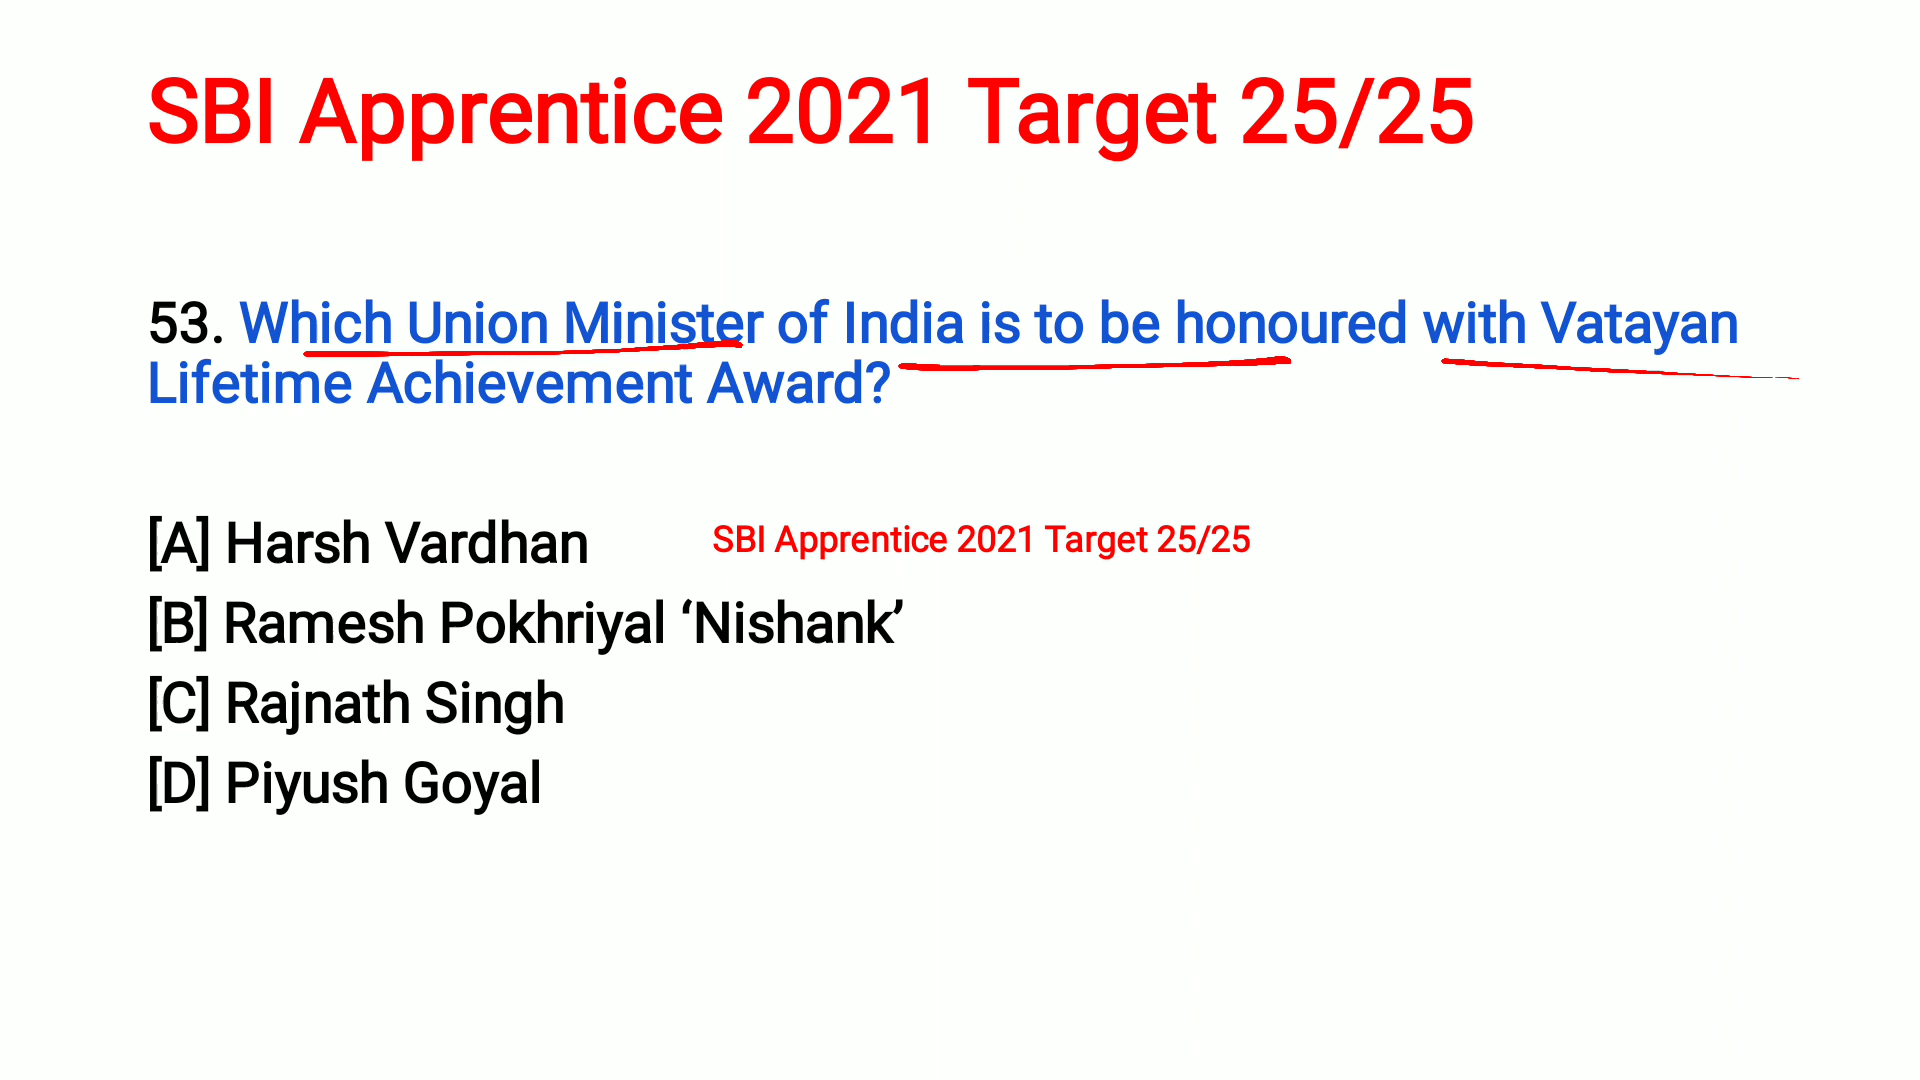 SBI Apprentice 2021 Target 25/25
53. Which Union Minister of India is to be honoured with Vatayan
Lifetime Achievement Award?
[A] Harsh Vardhan
SBI Apprentice 2021 Target 25/25
[B] Ramesh Pokhriyal ‘Nishank’
[C] Rajnath Singh
[D] Piyush Goyal